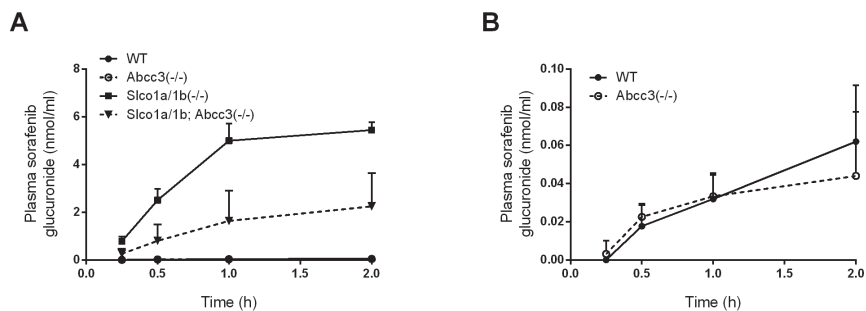 A
WT
Abcc3(-/-)
Slco1a/1b(-/-)
Slco1a/1b; Abcc3(-/-)
Plasma sorafenib
glucuronide (nmol/ml)
8
6
4
2
0
0.0 0.5 1.0 1.5 2.0
Time (h)
B
WT
Abcc3(-/-)
Plasma sorafenib
glucuronide (nmol/ml)
0.10
0.08
0.06
0.04
0.02
0.00
0.0 0.5 1.0 1.5 2.0
Time (h)